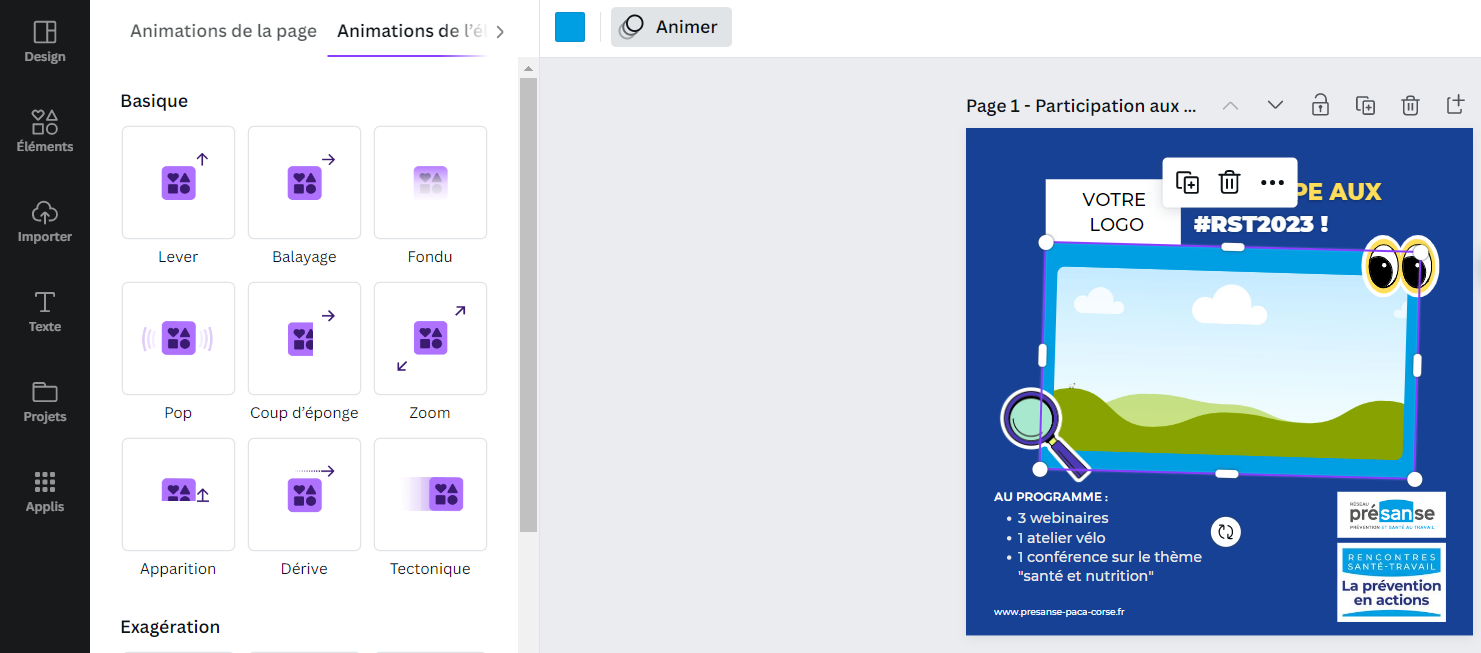 Design
Éléments
Importer
Texte
Projets
Applis
Animations de la page
Animations de l'él
Basique
Lever
Balayage
Fondu
Pop
Coup d'éponge
Zoom
Apparition
Dérive
Tectonique
Exagération
Animer
Page 1 - Participation aux ...
VOTRE
LOGO
PE AUX
#RST2023 !
AU PROGRAMME :
• 3 webinaires
• 1 atelier vélo
• 1 conférence sur le thème
"santé et nutrition"
www.presanse-paca-corse.fr
RÉSEAU
présanse
PRÉVENTION ET SANTÉ AU TRAVAIL
RENCONTRES
SANTÉ-TRAVAIL
La prévention
en actions